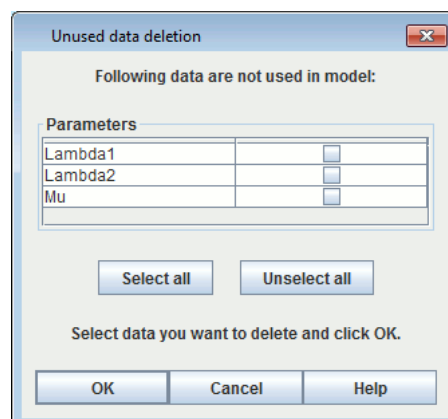 Unused data deletion
Following data are not used in model:
Parameters
Lambda1
Lambda2
Mu
Select all Unselect all
Select data you want to delete and click OK.
OK Cancel Help